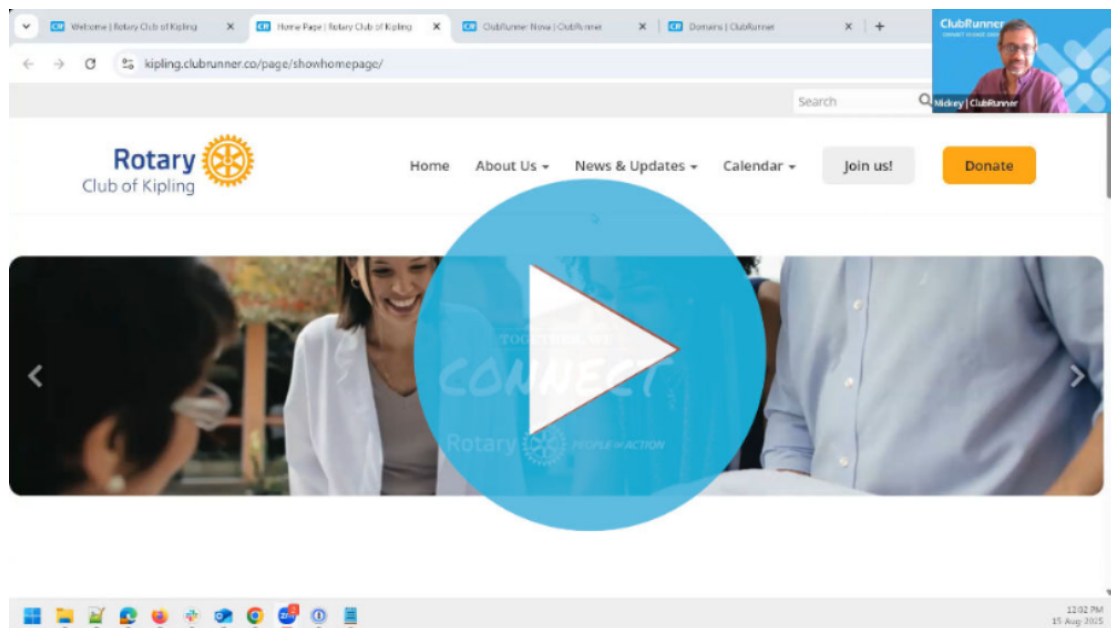 Welcome | Rotary Club of Kipling
Home Page | Rotary Club of Kipling
ClubRunner Nova | ClubRunner
Domains | ClubRunner
ClubRunner
kipling.clubrunner.co/page/showhomepage/
Mickey | ClubRunner
Search
Rotary
Club of Kipling
Home
About Us
News & Updates
Calendar
Join us!
Donate
CONNECT
Rotary
PEOPLE OF ACTION
12:02 PM
15-Aug-2025